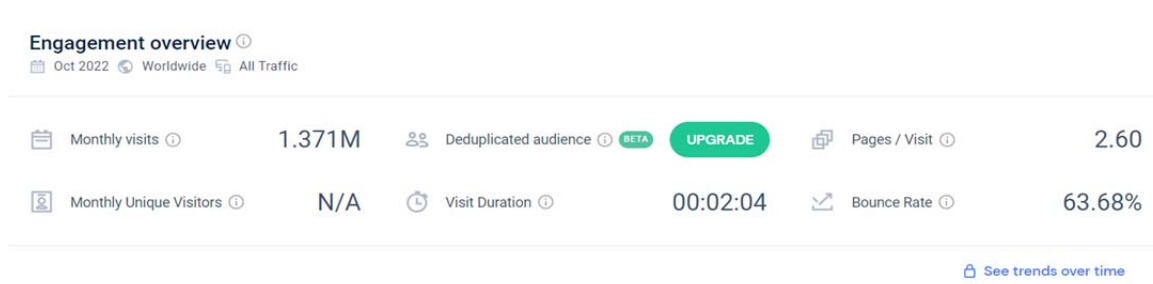 Engagement overview
Oct 2022 Worldwide All Traffic
Monthly visits 1.371M Deduplicated audience BETA UPGRADE Pages / Visit 2.60
Monthly Unique Visitors N/A Visit Duration 00:02:04 Bounce Rate 63.68%
See trends over time